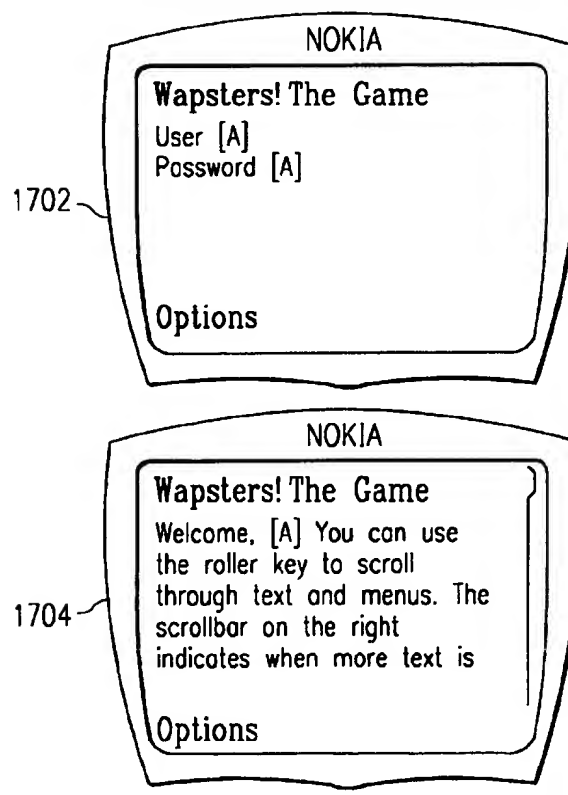 NOKIA
Wapsters! The Game
User [A]
Password [A]
1702
Options
NOKIA
Wapsters! The Game
Welcome, [A] You can use
the roller key to scroll
through text and menus. The
1704
scrollbar on the right
indicates when more text is
Options